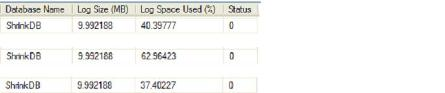 Database Name Log Size (MB) Log Space Used (%) Status
ShrinkDB 9.992188 40.39777 0
ShrinkDB 9.992188 62.96423 0
ShrinkDB 9.992188 37.40227 0